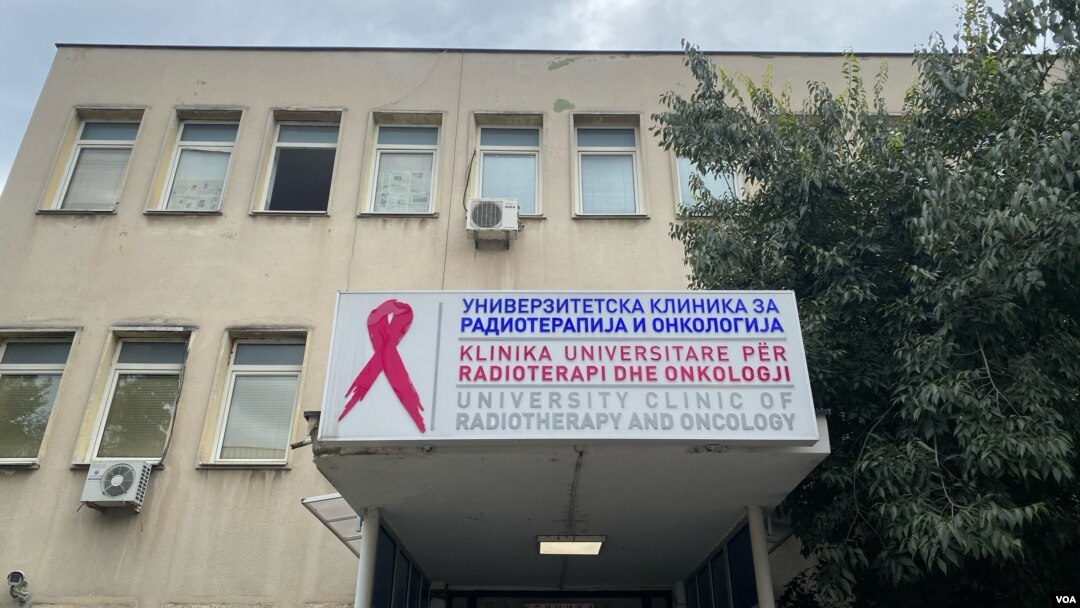 УНИВЕРЗИТЕТСКА КЛИНИКА ЗА
РАДИОТЕРАПИЈА И ОНКОЛОГИЈА
KLINIKA UNIVERSITARE PËR
RADIOTERAPI DHE ONKOLOGJI
UNIVERSITY CLINIC OF
RADIOTHERAPY AND ONCOLOGY
VOA